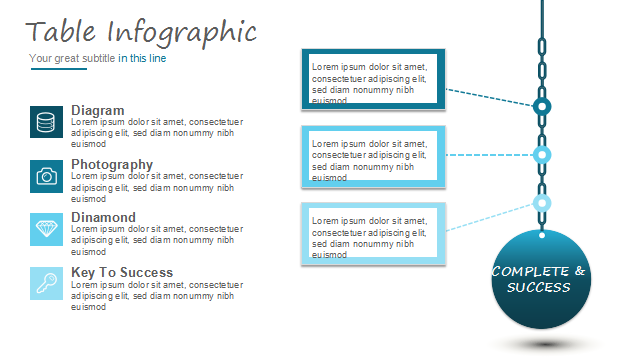 Table Infographic
Your great subtitle in this line
Diagram
Lorem ipsum dolor sit amet, consectetuer
adipiscing elit, sed diam nonummy nibh
euismod
Photography
Lorem ipsum dolor sit amet, consectetuer
adipiscing elit, sed diam nonummy nibh
euismod
Dinamond
Lorem ipsum dolor sit amet, consectetuer
adipiscing elit, sed diam nonummy nibh
euismod
Key To Success
Lorem ipsum dolor sit amet, consectetuer
adipiscing elit, sed diam nonummy nibh
euismod
Lorem ipsum dolor sit amet,
consectetuer adipiscing elit,
sed diam nonummy nibh
euismod
Lorem ipsum dolor sit amet,
consectetuer adipiscing elit,
sed diam nonummy nibh
euismod
Lorem ipsum dolor sit amet,
consectetuer adipiscing elit,
sed diam nonummy nibh
euismod
COMPLETE &
SUCCESS